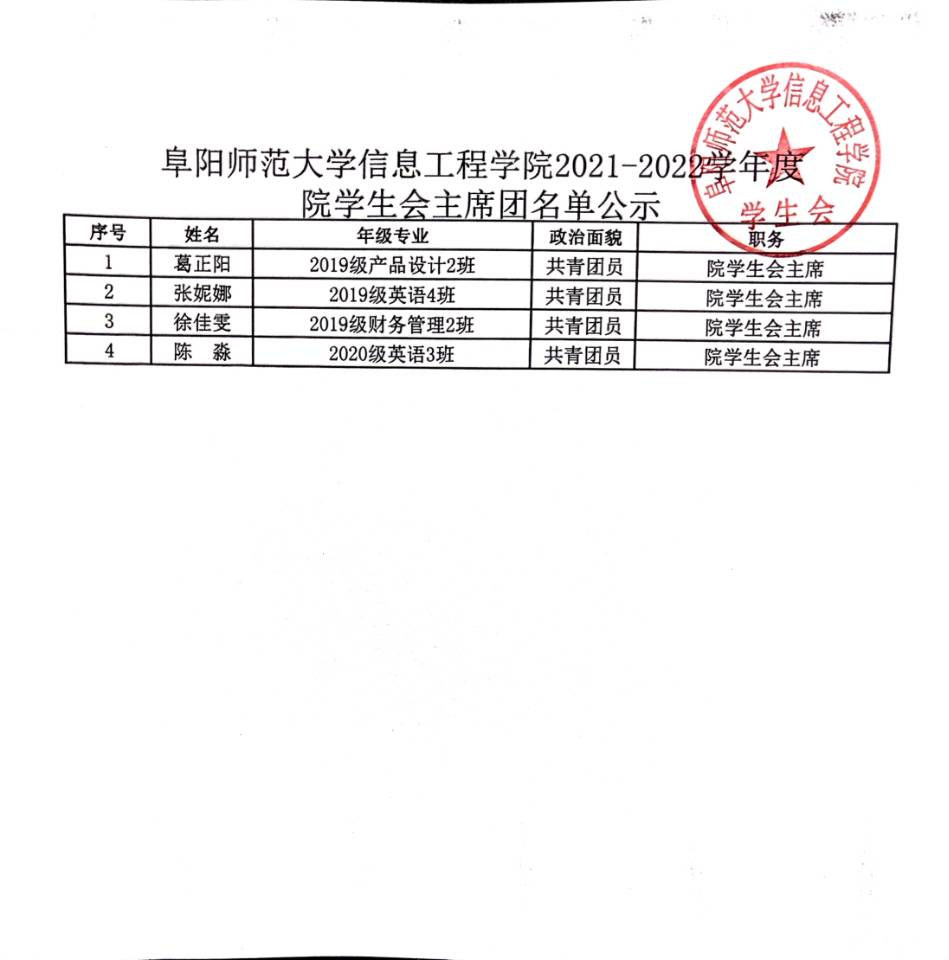 阜阳师范大学信息工程学院
学生会
阜阳师范大学信息工程学院2021-2022学年度
院学生会主席团名单公示
序号 姓名 年级专业 政治面貌 职务
1 葛正阳 2019级产品设计2班 共青团员 院学生会主席
2 张妮娜 2019级英语4班 共青团员 院学生会主席
3 徐佳雯 2019级财务管理2班 共青团员 院学生会主席
4 陈 淼 2020级英语3班 共青团员 院学生会主席